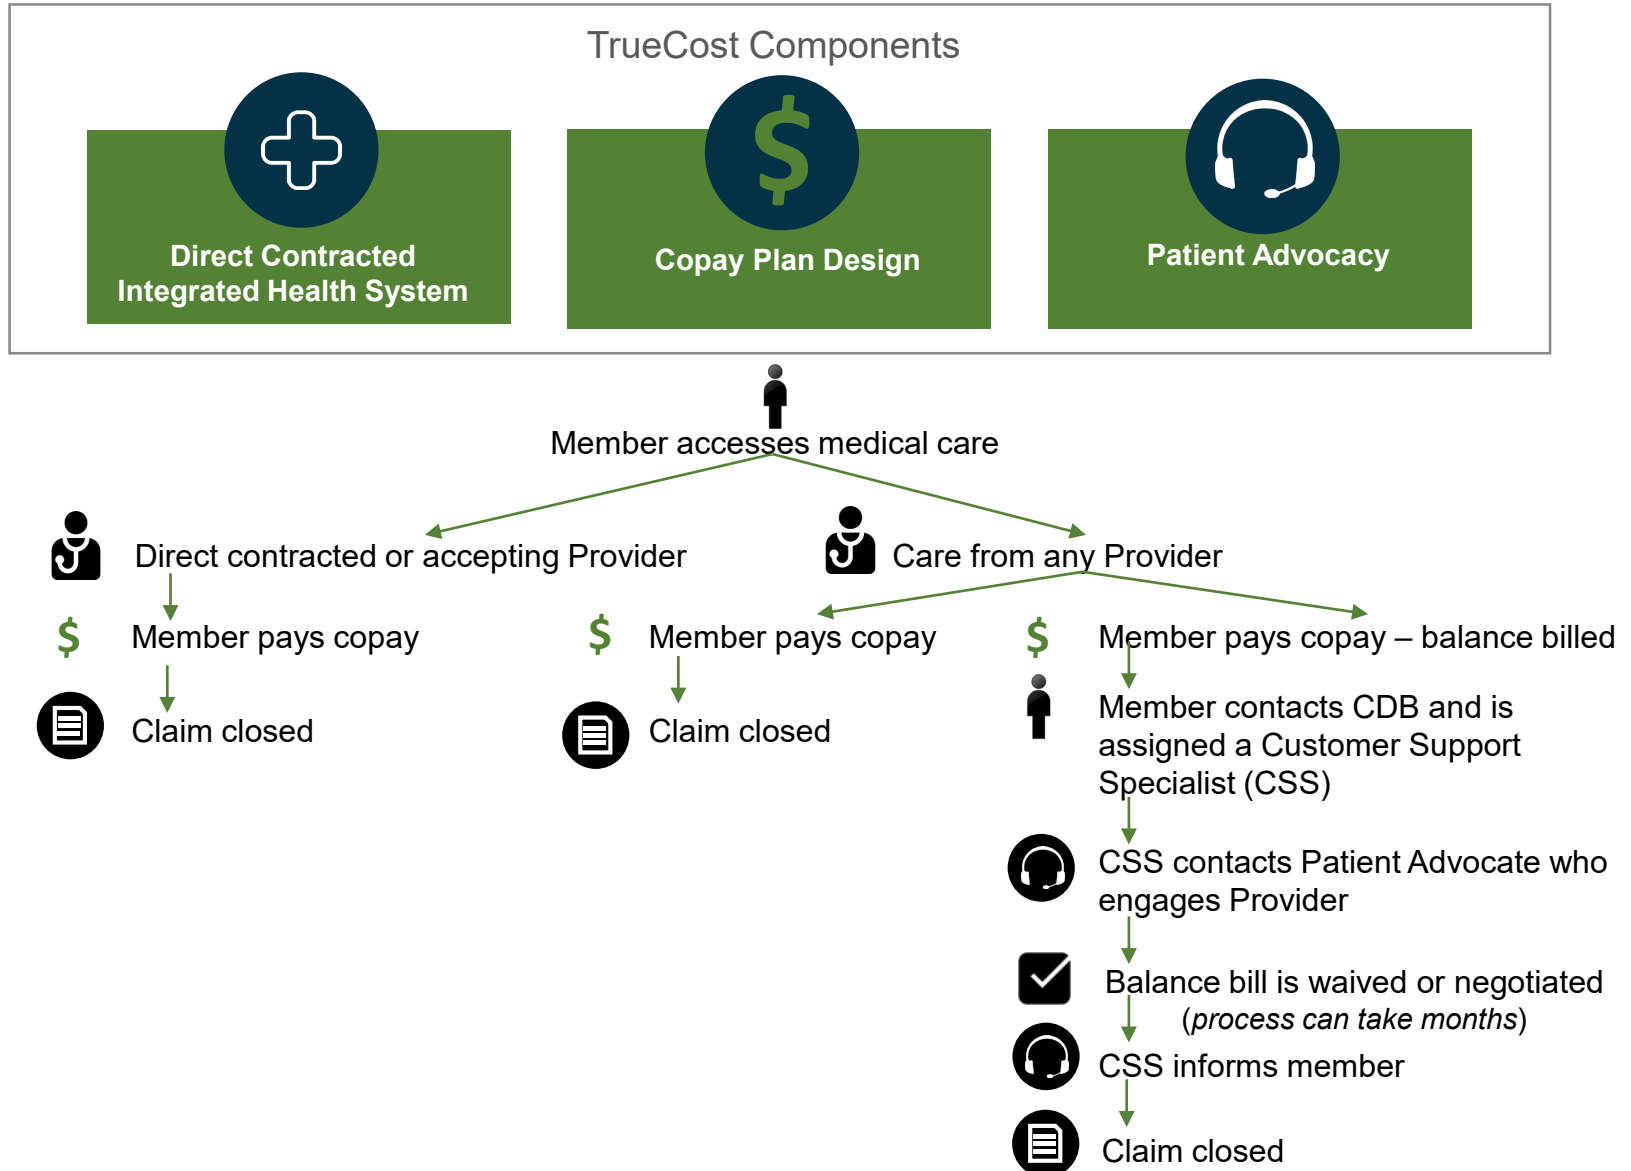 TrueCost Components
Direct Contracted
Integrated Health System
$
Copay Plan Design
Patient Advocacy
Member accesses medical care
Direct contracted or accepting Provider
Care from any Provider
$ Member pays copay
$ Member pays copay
$ Member pays copay – balance billed
Claim closed
Claim closed
Member contacts CDB and is
assigned a Customer Support
Specialist (CSS)
CSS contacts Patient Advocate who
engages Provider
Balance bill is waived or negotiated
(process can take months)
CSS informs member
Claim closed